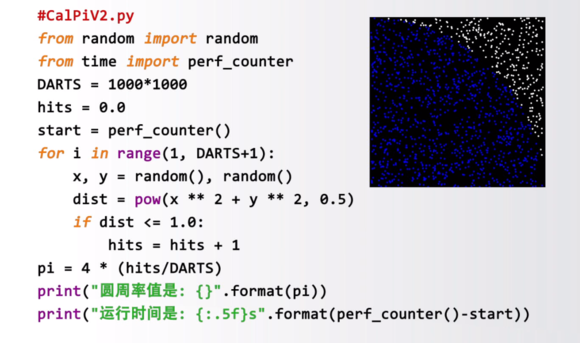 #CalPiV2.py
from random import random
from time import perf_counter
DARTS = 1000*1000
hits = 0.0
start = perf_counter()
for i in range(1, DARTS+1):
    x, y = random(), random()
    dist = pow(x ** 2 + y ** 2, 0.5)
    if dist <= 1.0:
        hits = hits + 1
pi = 4 * (hits/DARTS)
print("圆周率值是: {}".format(pi))
print("运行时间是: {:.5f}s".format(perf_counter()-start))